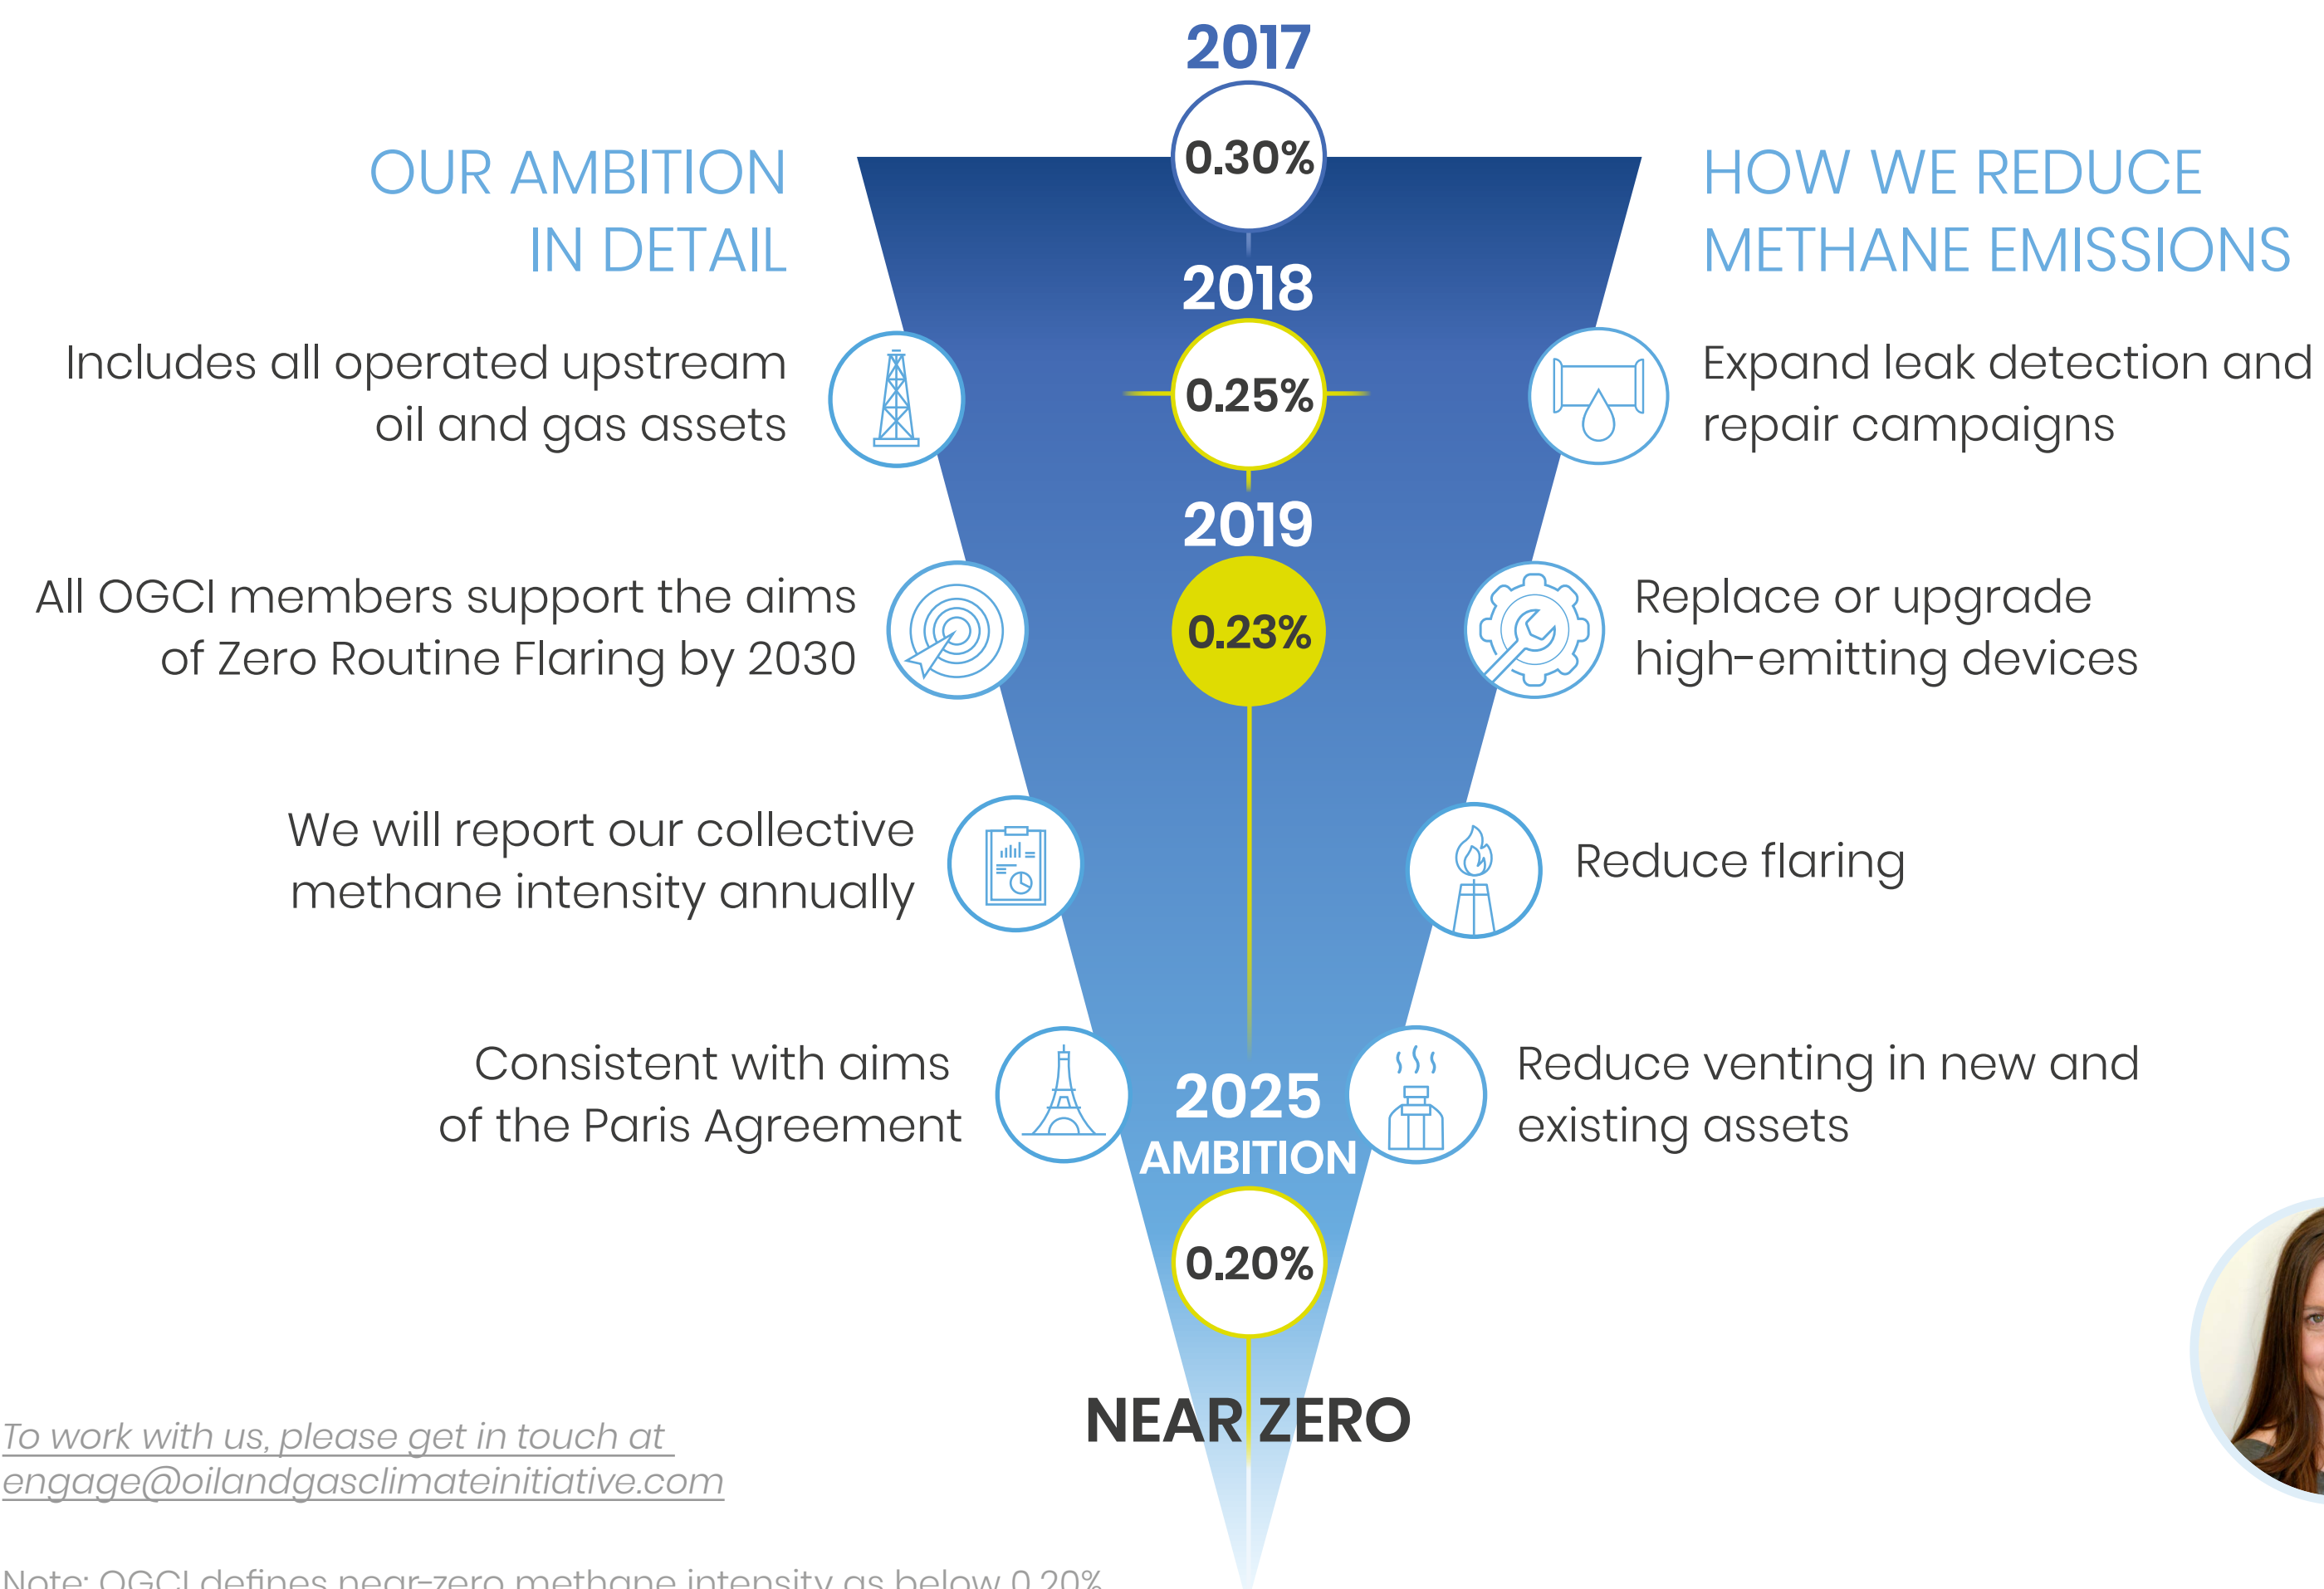 OUR AMBITION
IN DETAIL
Includes all operated upstream
oil and gas assets
All OGCI members support the aims
of Zero Routine Flaring by 2030
We will report our collective
methane intensity annually
Consistent with aims
of the Paris Agreement
2017
0.30%
2018
0.25%
2019
0.23%
2025
AMBITION
0.20%
NEAR ZERO
HOW WE REDUCE
METHANE EMISSIONS
Expand leak detection and
repair campaigns
Replace or upgrade
high-emitting devices
Reduce flaring
Reduce venting in new and
existing assets
To work with us, please get in touch at
engage@oilandgasclimateinitiative.com
Note: OGCI defines near-zero methane intensity as below 0.20%